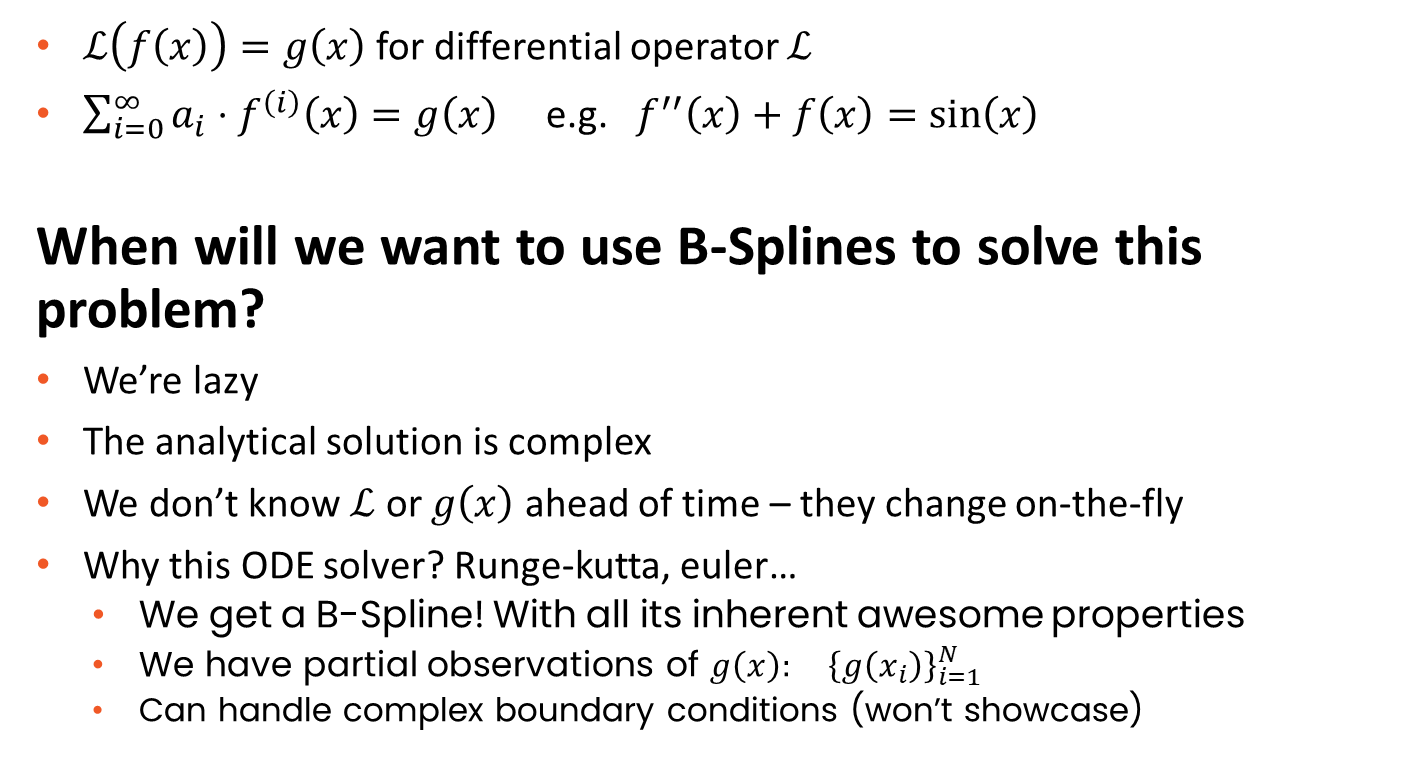 • ℒ(f(x)) = g(x) for differential operator ℒ
• ∑_{i=0}^{∞} a_i · f^{(i)}(x) = g(x) e.g. f′′(x) + f(x) = sin(x)
When will we want to use B-Splines to solve this
problem?
• We’re lazy
• The analytical solution is complex
• We don’t know ℒ or g(x) ahead of time – they change on-the-fly
• Why this ODE solver? Runge-kutta, euler…
• We get a B-Spline! With all its inherent awesome properties
• We have partial observations of g(x): {g(x_i)}_{i=1}^{N}
• Can handle complex boundary conditions (won’t showcase)